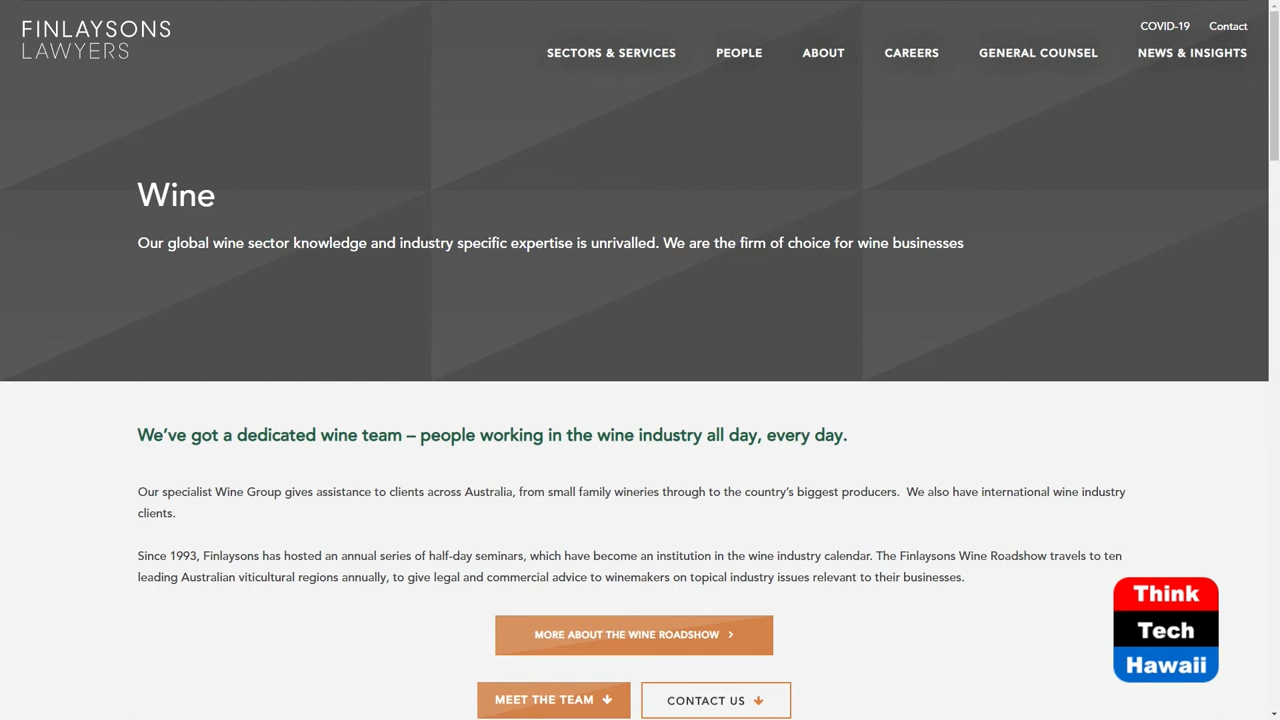 FINLAYSONS
LAWYERS
COVID-19 Contact
SECTORS & SERVICES PEOPLE ABOUT CAREERS GENERAL COUNSEL NEWS & INSIGHTS
Wine
Our global wine sector knowledge and industry specific expertise is unrivalled. We are the firm of choice for wine businesses
We've got a dedicated wine team – people working in the wine industry all day, every day.
Our specialist Wine Group gives assistance to clients across Australia, from small family wineries through to the country's biggest producers.  We also have international wine industry
clients.
Since 1993, Finlaysons has hosted an annual series of half-day seminars, which have become an institution in the wine industry calendar. The Finlaysons Wine Roadshow travels to ten
leading Australian viticultural regions annually, to give legal and commercial advice to winemakers on topical industry issues relevant to their businesses.
MORE ABOUT THE WINE ROADSHOW
MEET THE TEAM CONTACT US
Think
Tech
Hawaii